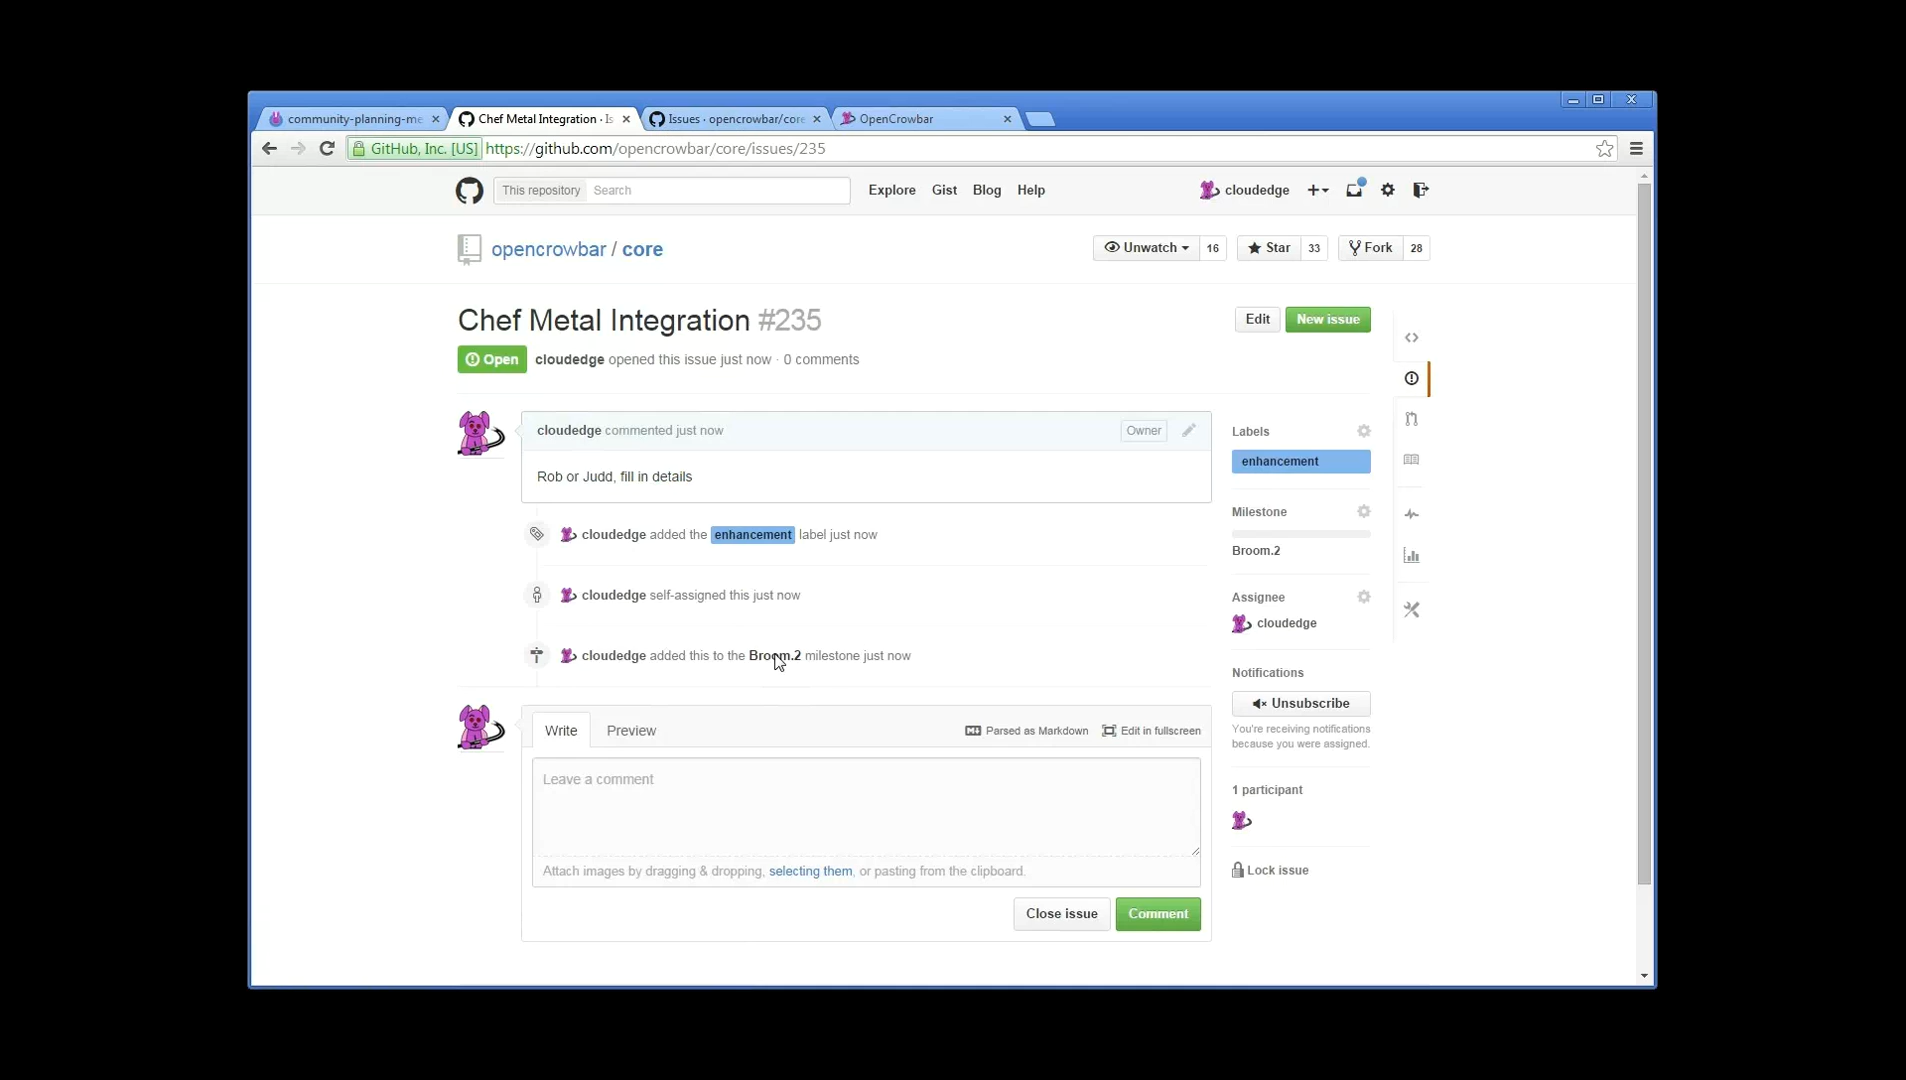 community-planning-me
Chef Metal Integration · Is
Issues · opencrowbar/core
OpenCrowbar
GitHub, Inc. [US] https://github.com/opencrowbar/core/issues/235
This repository Search Explore Gist Blog Help cloudedge
opencrowbar / core
Unwatch 16 Star 33 Fork 28
Chef Metal Integration #235
Edit New issue
Open cloudedge opened this issue just now · 0 comments
cloudedge commented just now
Owner
Rob or Judd, fill in details
cloudedge added the enhancement label just now
cloudedge self-assigned this just now
cloudedge added this to the Broom.2 milestone just now
Labels
enhancement
Milestone
Broom.2
Assignee
cloudedge
Notifications
Unsubscribe
You're receiving notifications
because you were assigned.
1 participant
Lock issue
Write Preview Parsed as Markdown Edit in fullscreen
Leave a comment
Attach images by dragging & dropping, selecting them, or pasting from the clipboard.
Close issue Comment